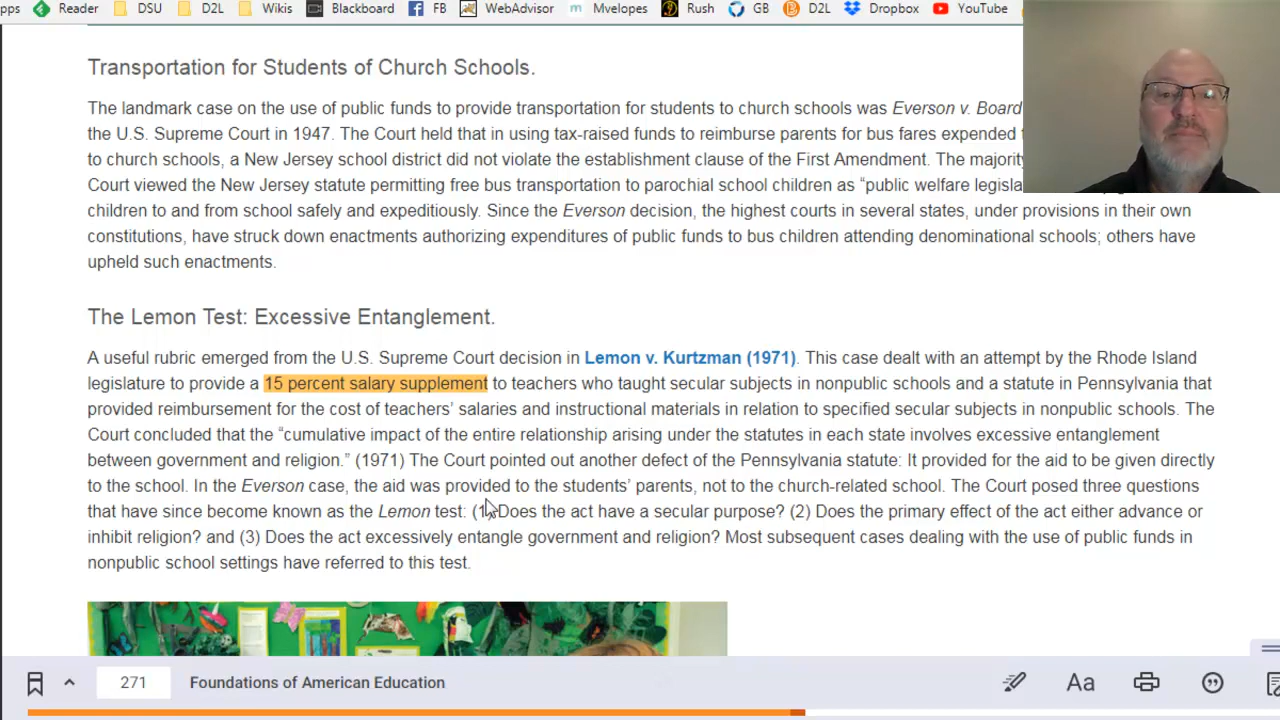 pps Reader DSU D2L Wikis Blackboard FB WebAdvisor Mvelopes Rush GB D2L Dropbox YouTube
Transportation for Students of Church Schools.
The landmark case on the use of public funds to provide transportation for students to church schools was Everson v. Board
the U.S. Supreme Court in 1947. The Court held that in using tax-raised funds to reimburse parents for bus fares expended
to church schools, a New Jersey school district did not violate the establishment clause of the First Amendment. The majority
Court viewed the New Jersey statute permitting free bus transportation to parochial school children as “public welfare legisla
children to and from school safely and expeditiously. Since the Everson decision, the highest courts in several states, under provisions in their own
constitutions, have struck down enactments authorizing expenditures of public funds to bus children attending denominational schools; others have
upheld such enactments.
The Lemon Test: Excessive Entanglement.
A useful rubric emerged from the U.S. Supreme Court decision in Lemon v. Kurtzman (1971). This case dealt with an attempt by the Rhode Island
legislature to provide a 15 percent salary supplement to teachers who taught secular subjects in nonpublic schools and a statute in Pennsylvania that
provided reimbursement for the cost of teachers’ salaries and instructional materials in relation to specified secular subjects in nonpublic schools. The
Court concluded that the “cumulative impact of the entire relationship arising under the statutes in each state involves excessive entanglement
between government and religion.” (1971) The Court pointed out another defect of the Pennsylvania statute: It provided for the aid to be given directly
to the school. In the Everson case, the aid was provided to the students’ parents, not to the church-related school. The Court posed three questions
that have since become known as the Lemon test: (1) Does the act have a secular purpose? (2) Does the primary effect of the act either advance or
inhibit religion? and (3) Does the act excessively entangle government and religion? Most subsequent cases dealing with the use of public funds in
nonpublic school settings have referred to this test.
271 Foundations of American Education Aa